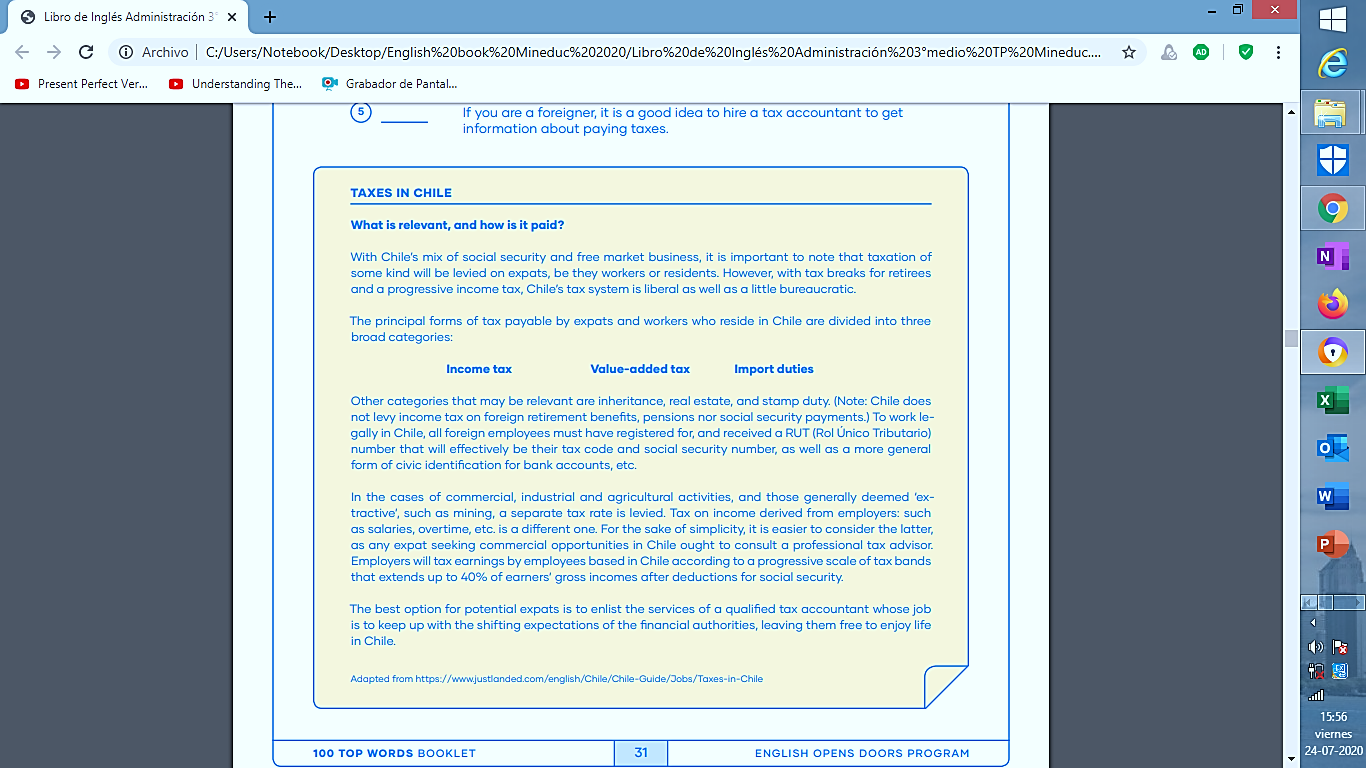 Libro de Inglés Administración 3°
Archivo
C:/Users/Notebook/Desktop/English%20book%20Mineduc%202020/Libro%20de%20Inglés%20Administración%203°medio%20TP%20Mineduc....
AD
Present Perfect Ver...
Understanding The...
Grabador de Pantal...
5 ______ If you are a foreigner, it is a good idea to hire a tax accountant to get
information about paying taxes.
TAXES IN CHILE
What is relevant, and how is it paid?
With Chile's mix of social security and free market business, it is important to note that taxation of
some kind will be levied on expats, be they workers or residents. However, with tax breaks for retirees
and a progressive income tax, Chile's tax system is liberal as well as a little bureaucratic.
The principal forms of tax payable by expats and workers who reside in Chile are divided into three
broad categories:
Income tax Value-added tax Import duties
Other categories that may be relevant are inheritance, real estate, and stamp duty. (Note: Chile does
not levy income tax on foreign retirement benefits, pensions nor social security payments.) To work le-
gally in Chile, all foreign employees must have registered for, and received a RUT (Rol Único Tributario)
number that will effectively be their tax code and social security number, as well as a more general
form of civic identification for bank accounts, etc.
In the cases of commercial, industrial and agricultural activities, and those generally deemed 'ex-
tractive', such as mining, a separate tax rate is levied. Tax on income derived from employers: such
as salaries, overtime, etc. is a different one. For the sake of simplicity, it is easier to consider the latter,
as any expat seeking commercial opportunities in Chile ought to consult a professional tax advisor.
Employers will tax earnings by employees based in Chile according to a progressive scale of tax bands
that extends up to 40% of earners' gross incomes after deductions for social security.
The best option for potential expats is to enlist the services of a qualified tax accountant whose job
is to keep up with the shifting expectations of the financial authorities, leaving them free to enjoy life
in Chile.
Adapted from https://www.justlanded.com/english/Chile/Chile-Guide/Jobs/Taxes-in-Chile
100 TOP WORDS BOOKLET
31
ENGLISH OPENS DOORS PROGRAM
N
X
O
W
P
15:56
viernes
24-07-2020